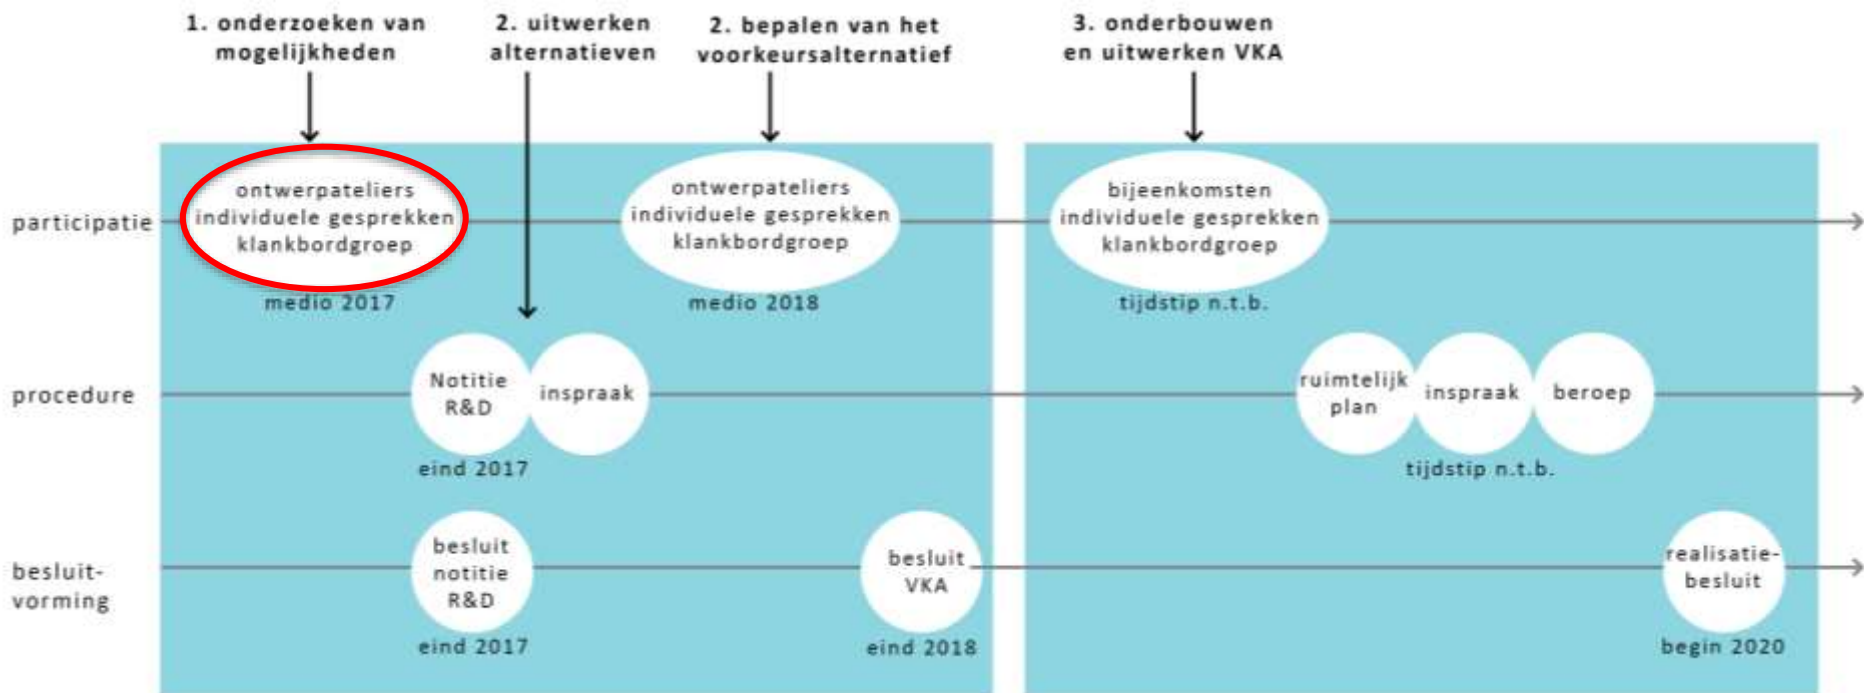 1. onderzoeken van
mogelijkheden
2. uitwerken
alternatieven
2. bepalen van het
voorkeursalternatief
3. onderbouwen
en uitwerken VKA
participatie
ontwerpateliers
individuele gesprekken
klankbordgroep
medio 2017
ontwerpateliers
individuele gesprekken
klankbordgroep
medio 2018
bijeenkomsten
individuele gesprekken
klankbordgroep
tijdstip n.t.b.
procedure
Notitie
R&D
eind 2017
inspraak
ruimtelijk
plan
inspraak
beroep
tijdstip n.t.b.
besluit-
vorming
besluit
notitie
R&D
eind 2017
besluit
VKA
eind 2018
realisatie-
besluit
begin 2020